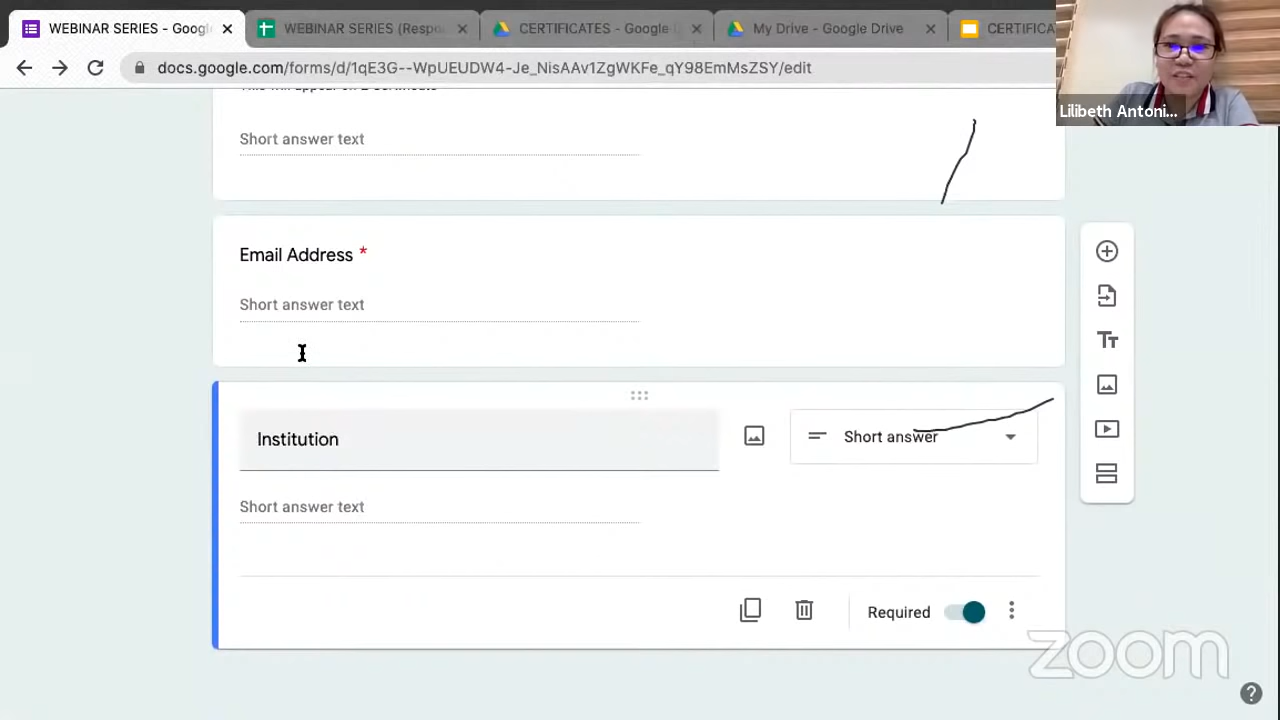 WEBINAR SERIES - Goog
WEBINAR SERIES (Respo
CERTIFICATES - Google
My Drive - Google Drive
CERTIFICA
docs.google.com/forms/d/1qE3G--WpUEUDW4-Je_NisAAv1ZgWKFe_qY98EmMsZSY/edit
Lilibeth Antoni...
Short answer text
Email Address *
Short answer text
Institution
Short answer
Short answer text
Required
zoom